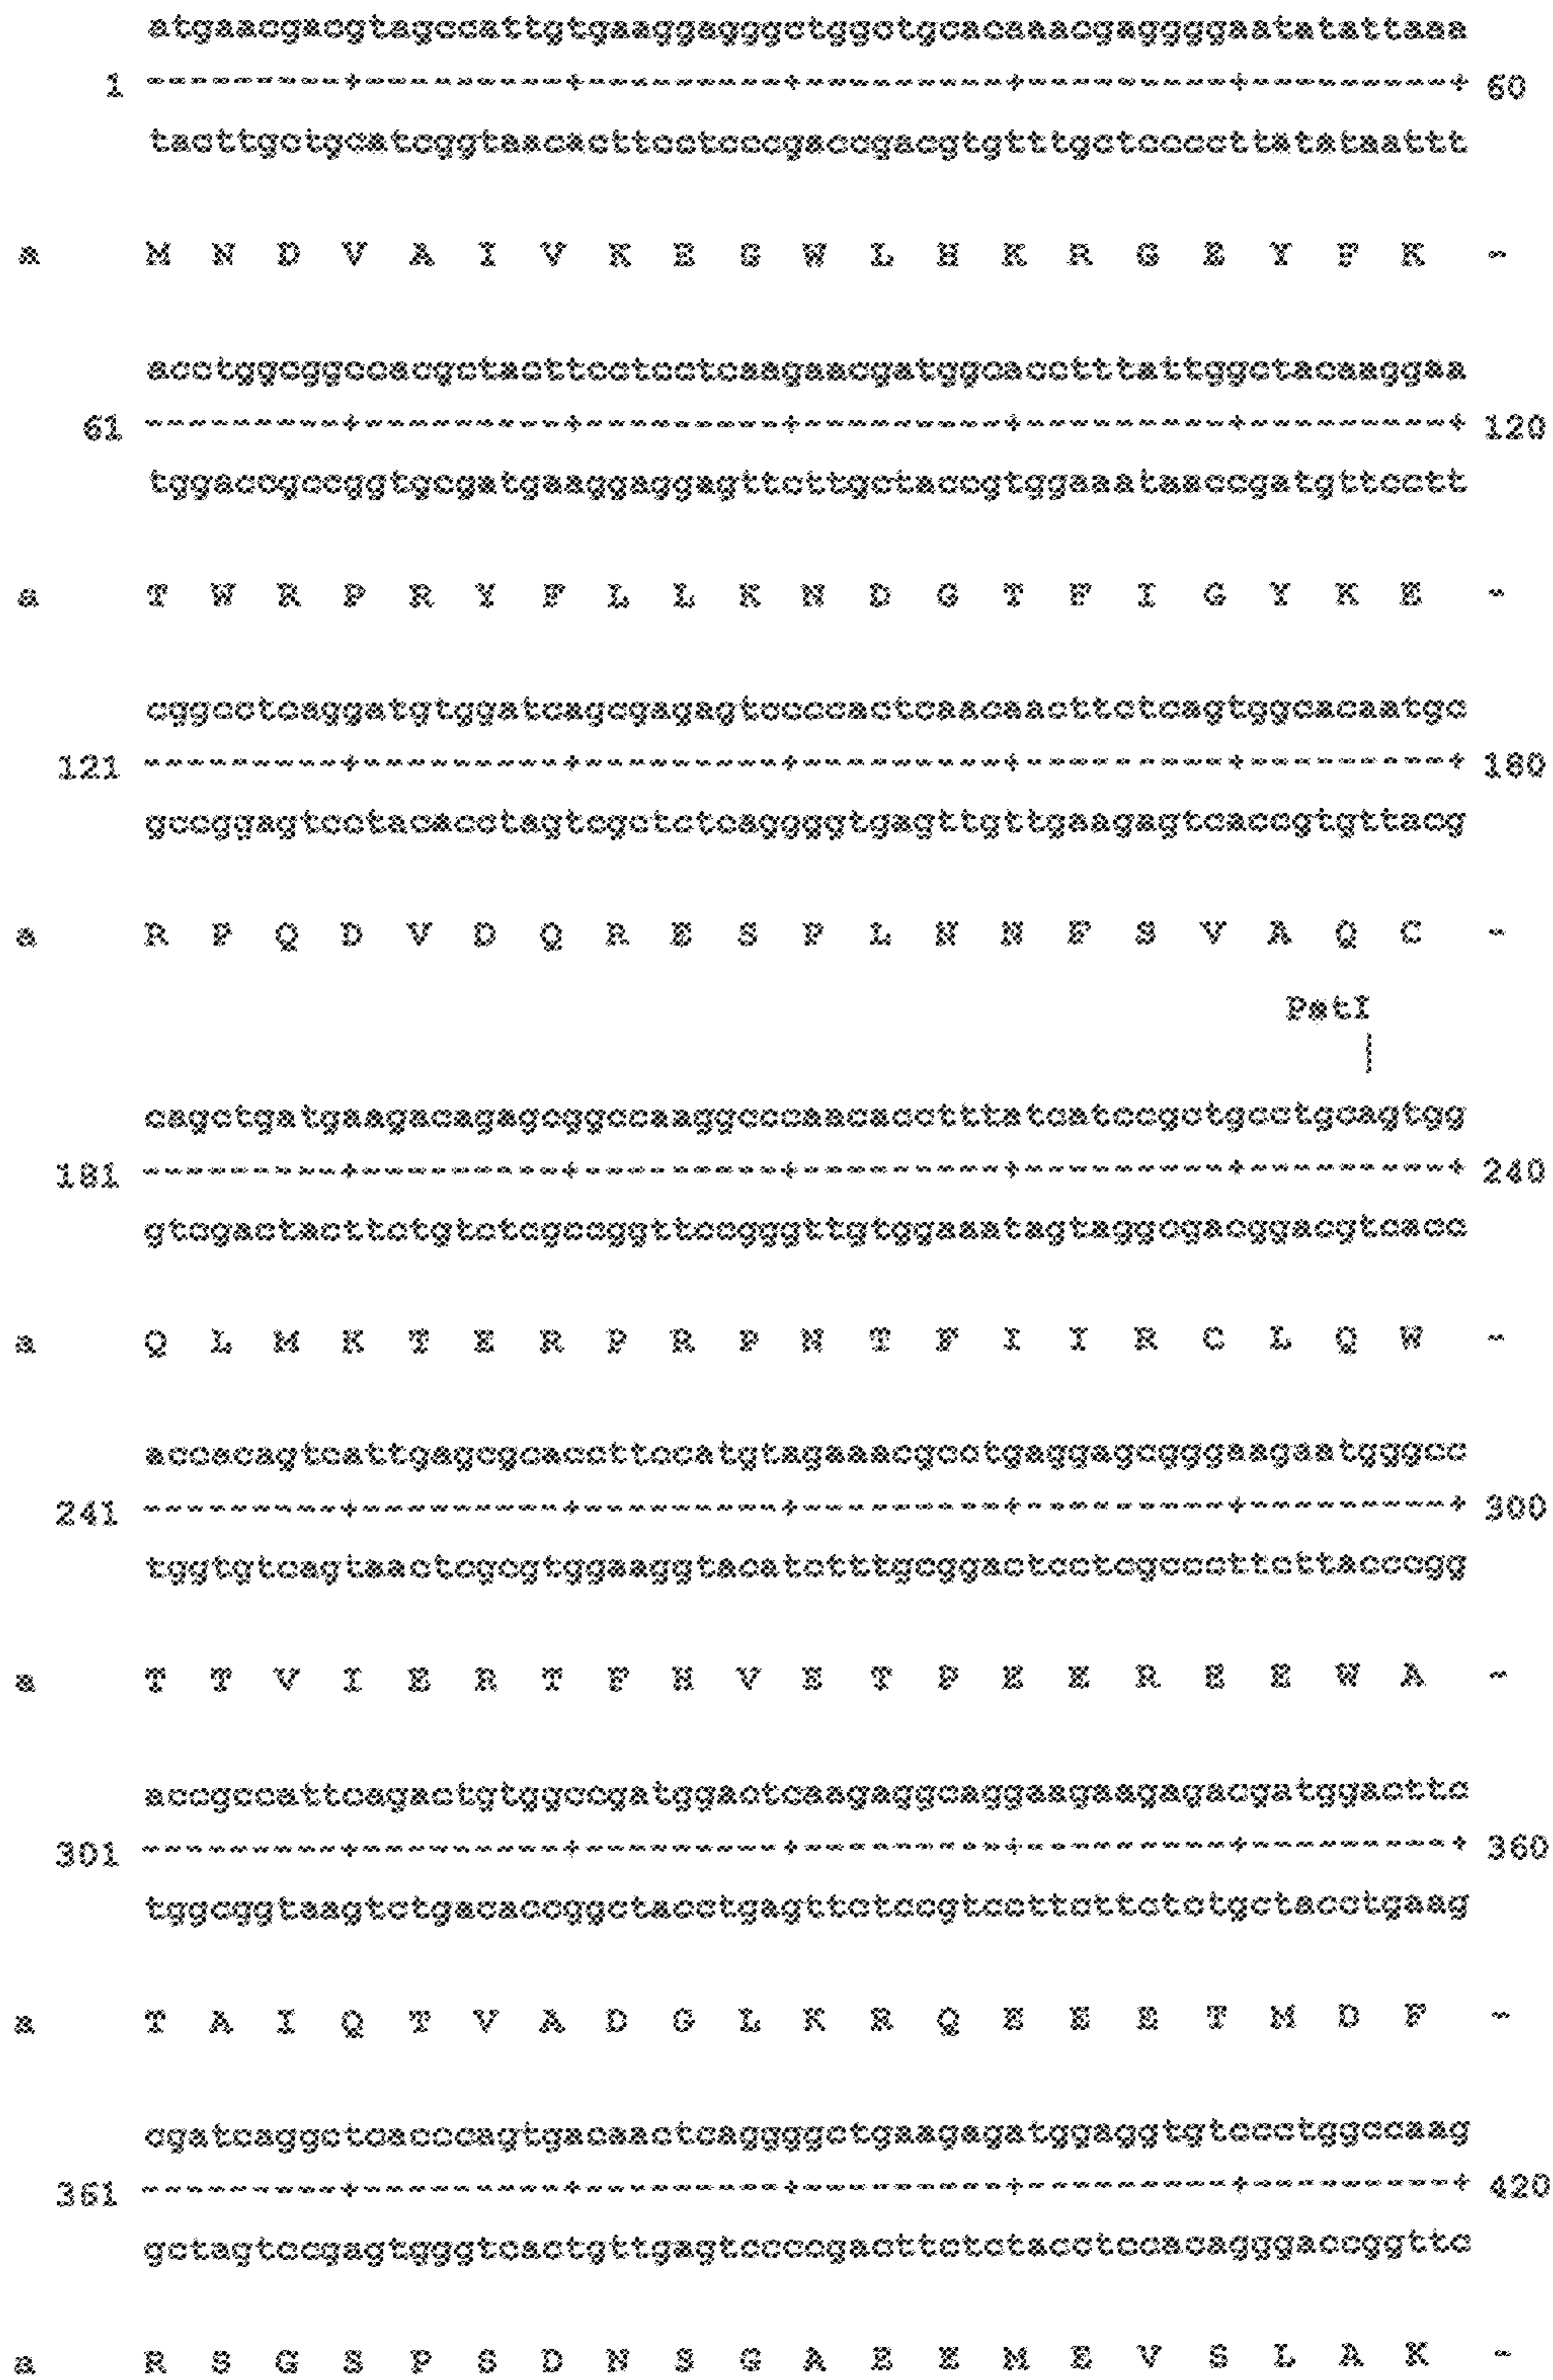 atgaacgacgtagccattgtgaaggagggctggctgcacaaacgaggggaatatattaaa
1 ---------+---------+---------+---------+---------+---------+ 60
tacttgctgcatcggtaacacttcctcccgaccgacgtgtttgctccccttatataattt
a M N D V A I V K E G W L H K R G E Y F K -
acctggcggccacgctacttcctcctcaagaacgatggcacctttattggctacaaggaa
61 ---------+---------+---------+---------+---------+---------+ 120
tggaccgccggtgcgatgaaggaggagttcttgctaccgtggaaataaccgatgttcctt
a T W R P R Y F L L K N D G T F I G Y K E -
cggcctcaggatgtggatcagcgagagtccccactcaacaacttctcagtggcacaatgc
121 ---------+---------+---------+---------+---------+---------+ 180
gccggagtcctacacctagtcgctctcaggggtgagttgttgaagagtcaccgtgttacg
a R P Q D V D Q R E S P L N N F S V A Q C -
PstI
|
cagctgatgaagacagagcggccaaggcccaacacctttatcatccgctgcctgcagtgg
181 ---------+---------+---------+---------+---------+---------+ 240
gtcgactacttctgtctcgccggttccgggttgtggaaatagtaggcgacggacgtcacc
a Q L M K T E R P R P N T F I I R C L Q W -
accacagtcattgagcgcaccttccatgtagaaacgcctgaggagcgggaagaatgggcc
241 ---------+---------+---------+---------+---------+---------+ 300
tggtgtcagtaactcgcgtggaaggtacatctttgcggactcctcgcccttcttacccgg
a T T V I E R T F H V E T P E E R E E W A -
accgccattcagactgtggccgatggactcaagaggcaggaagaagagacgatggacttc
301 ---------+---------+---------+---------+---------+---------+ 360
tggcggtaagtctgacaccggctacctgagttctccgtccttcttctctgctacctgaag
a T A I Q T V A D G L K R Q E E E T M D F -
cgatcaggctcacccagtgacaactcaggggctgaagagatggaggtgtccctggccaag
361 ---------+---------+---------+---------+---------+---------+ 420
gctagtccgagtgggtcactgttgagtccccgacttctctacctccacagggaccggttc
a R S G S P S D N S G A E E M E V S L A K -